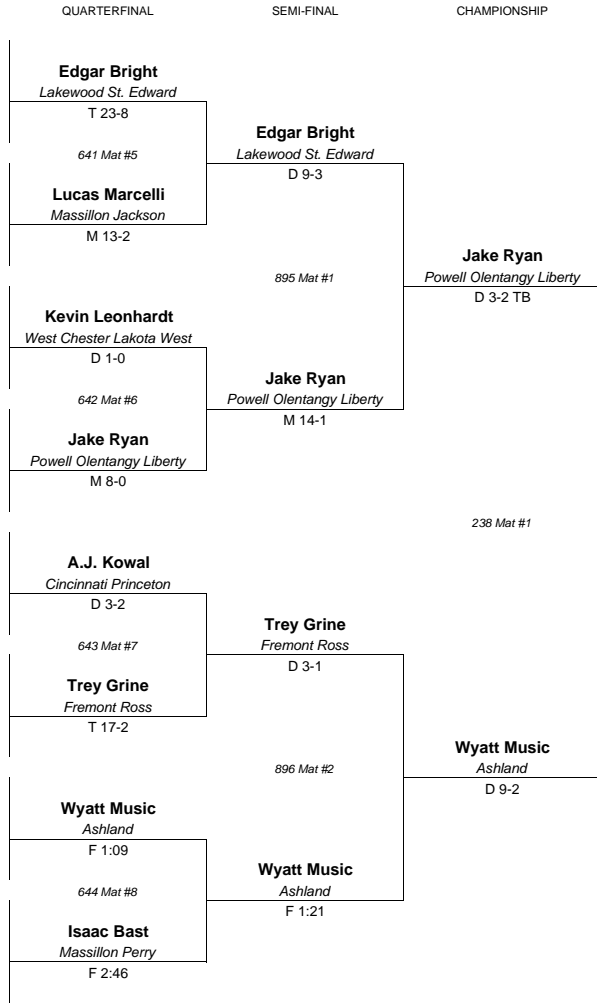 QUARTERFINAL SEMI-FINAL CHAMPIONSHIP
Edgar Bright
Lakewood St. Edward
T 23-8
641 Mat #5
Lucas Marcelli
Massillon Jackson
M 13-2
Kevin Leonhardt
West Chester Lakota West
D 1-0
642 Mat #6
Jake Ryan
Powell Olentangy Liberty
M 8-0
A.J. Kowal
Cincinnati Princeton
D 3-2
643 Mat #7
Trey Grine
Fremont Ross
T 17-2
Wyatt Music
Ashland
F 1:09
644 Mat #8
Isaac Bast
Massillon Perry
F 2:46
Edgar Bright
Lakewood St. Edward
D 9-3
895 Mat #1
Jake Ryan
Powell Olentangy Liberty
M 14-1
Trey Grine
Fremont Ross
D 3-1
896 Mat #2
Wyatt Music
Ashland
F 1:21
Jake Ryan
Powell Olentangy Liberty
D 3-2 TB
238 Mat #1
Wyatt Music
Ashland
D 9-2